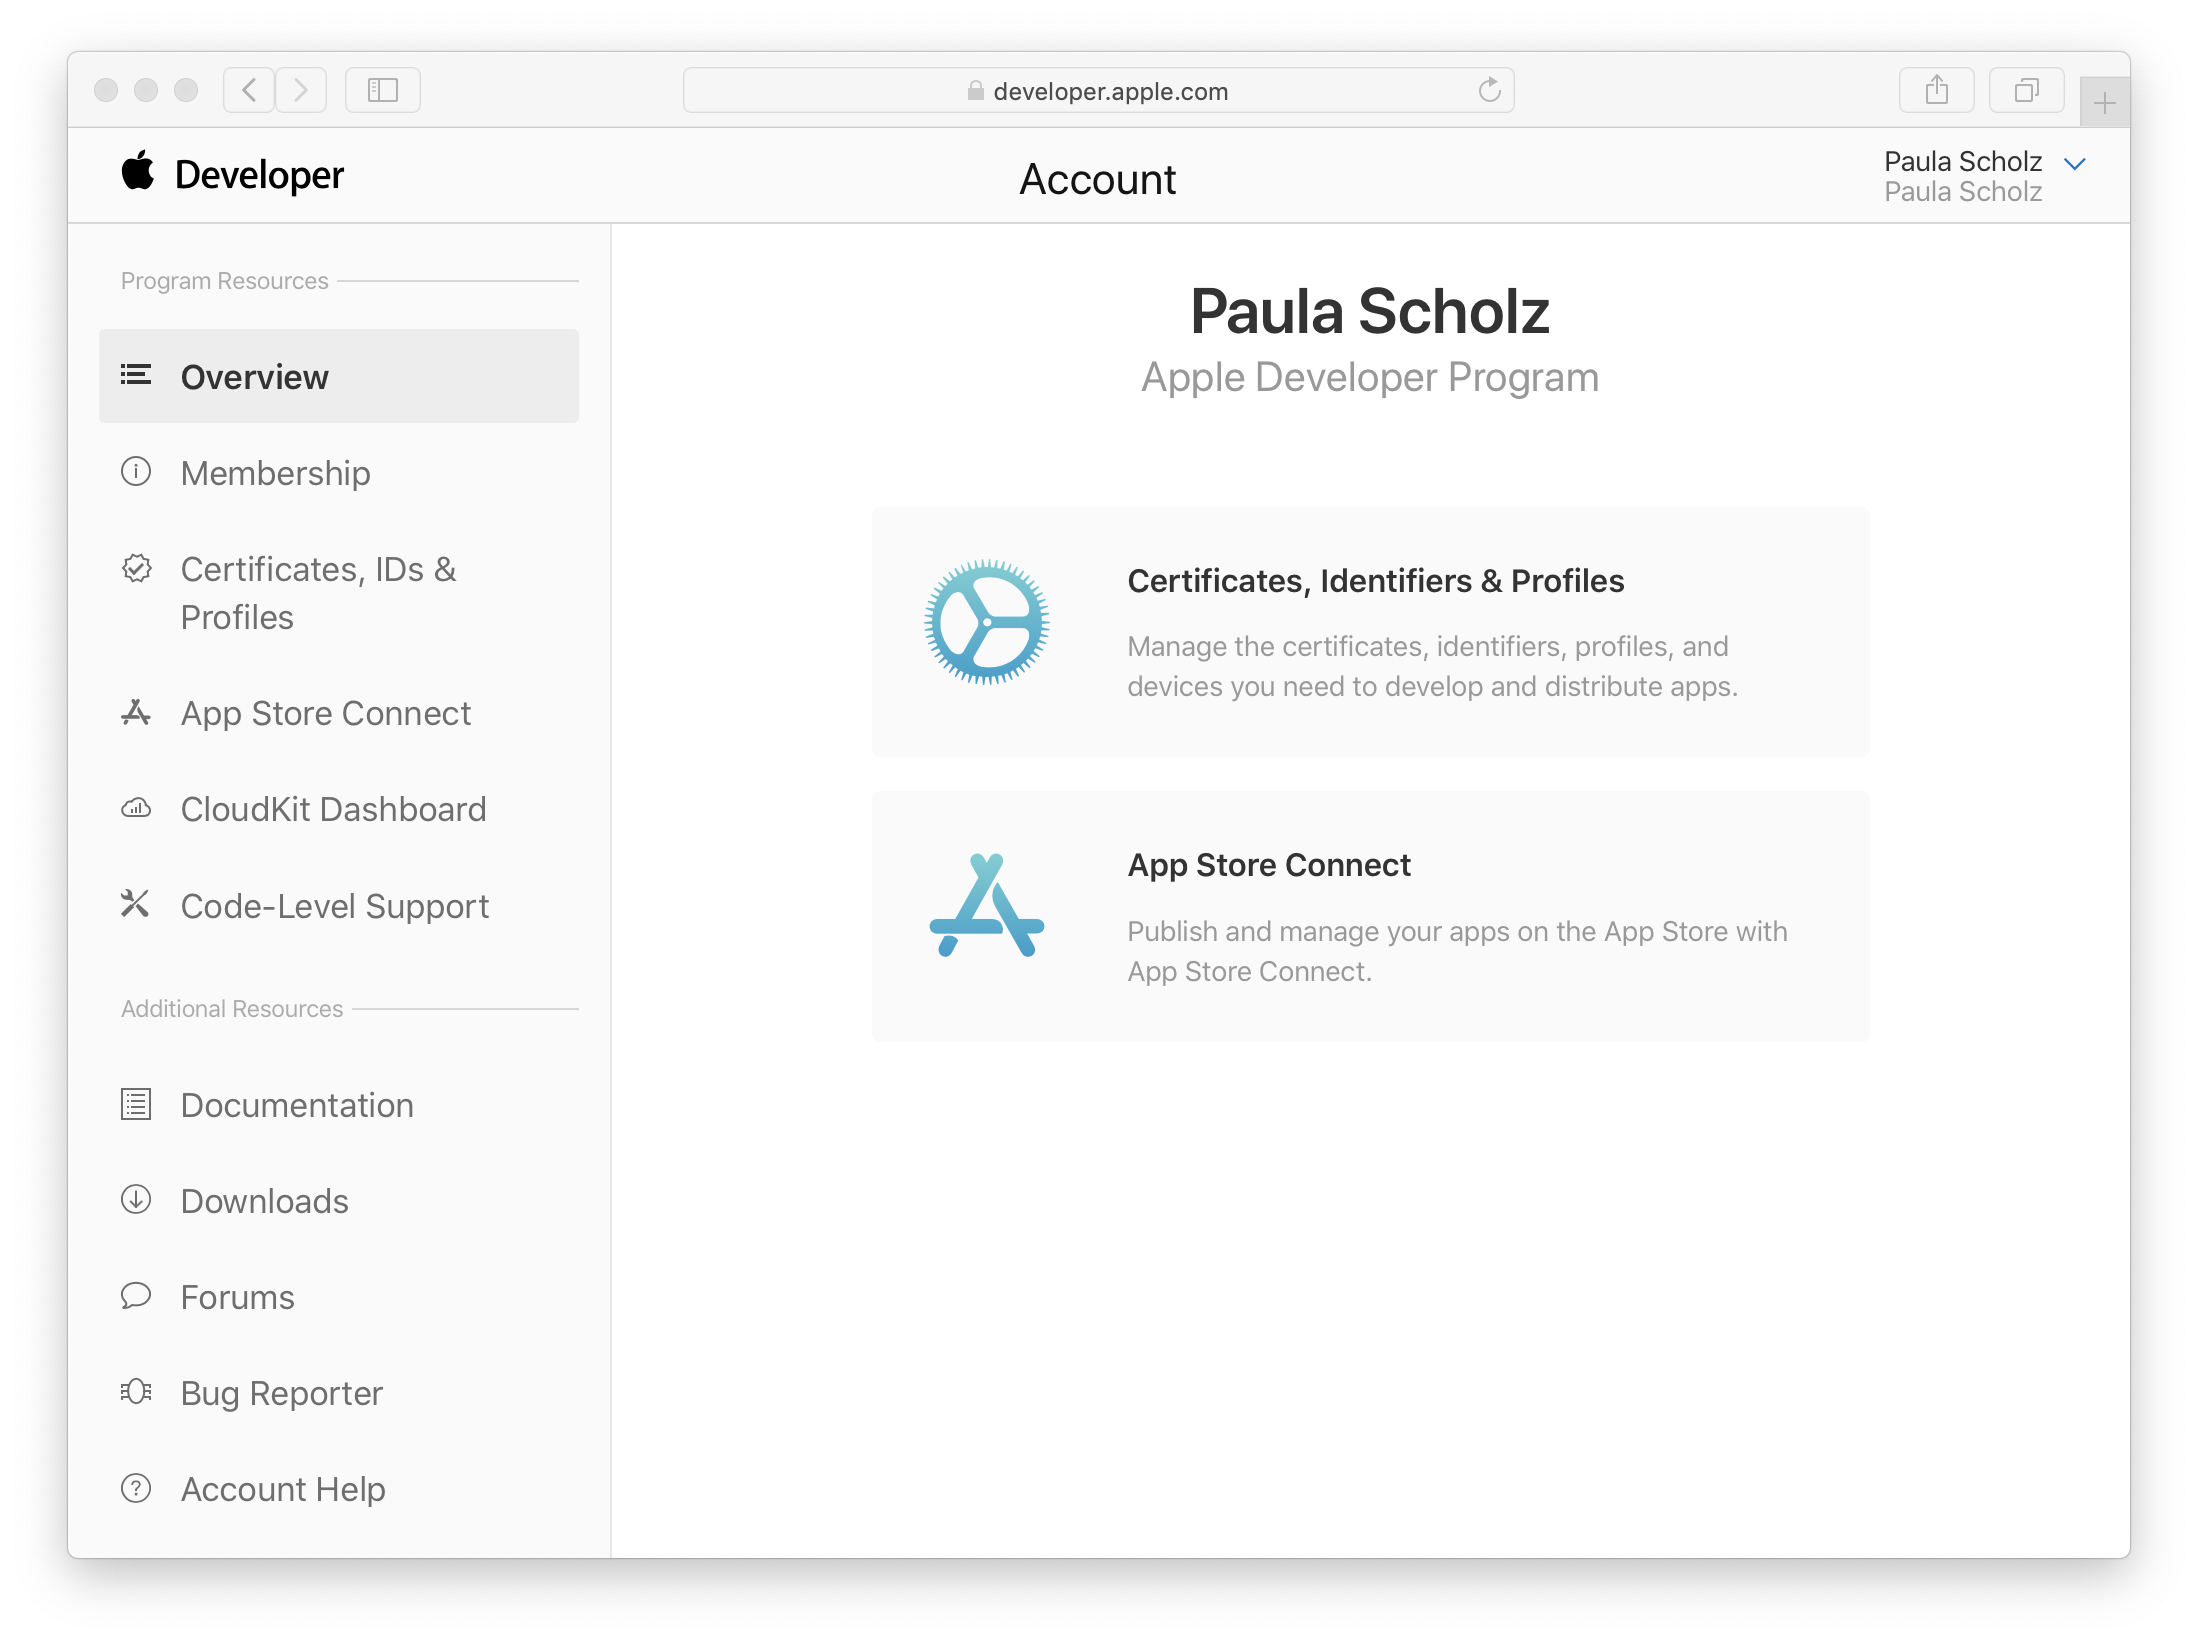 developer.apple.com
Developer
Account
Paula Scholz
Paula Scholz
Program Resources
Overview
Membership
Certificates, IDs &
Profiles
App Store Connect
CloudKit Dashboard
Code-Level Support
Additional Resources
Documentation
Downloads
Forums
Bug Reporter
Account Help
Paula Scholz
Apple Developer Program
Certificates, Identifiers & Profiles
Manage the certificates, identifiers, profiles, and
devices you need to develop and distribute apps.
App Store Connect
Publish and manage your apps on the App Store with
App Store Connect.